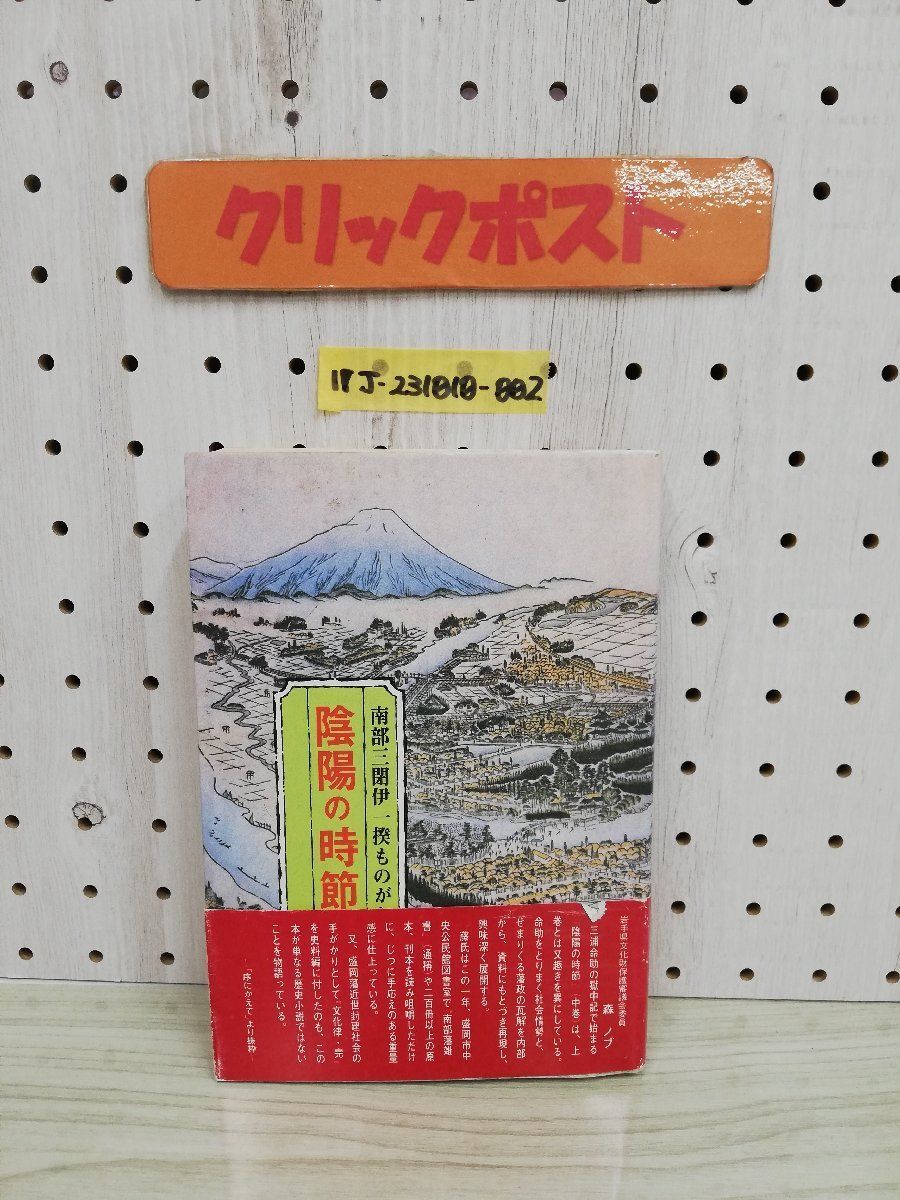 クリックポスト
1ﾏJ-231010-002
南部三閉伊一揆ものが
陰陽の時節
岩手県文化財保護審議会委員
森 ノブ
三浦命助の獄中記で始まる
陰陽の時節 中巻は、上
巻とは又趣きを異にしている。
命助をとりまく社会情勢と、
せまりくる藩政の瓦解を内部
から、資料にもとづき再現し、
興味深く展開する。
藤氏はこの一年、盛岡市中
央公民館図書室で「南部藩雑
書(通称)や二百冊以上の原
本、刊本を読み咀嚼しただけ
に、じつに手応えのある重量
感に仕上っている。
又、盛岡藩近世封建社会の
手がかりとして"文化律・完"
を史料編に付したのも、この
本が単なる歴史小説ではない
ことを物語っている。
「序にかえて」より抜粋